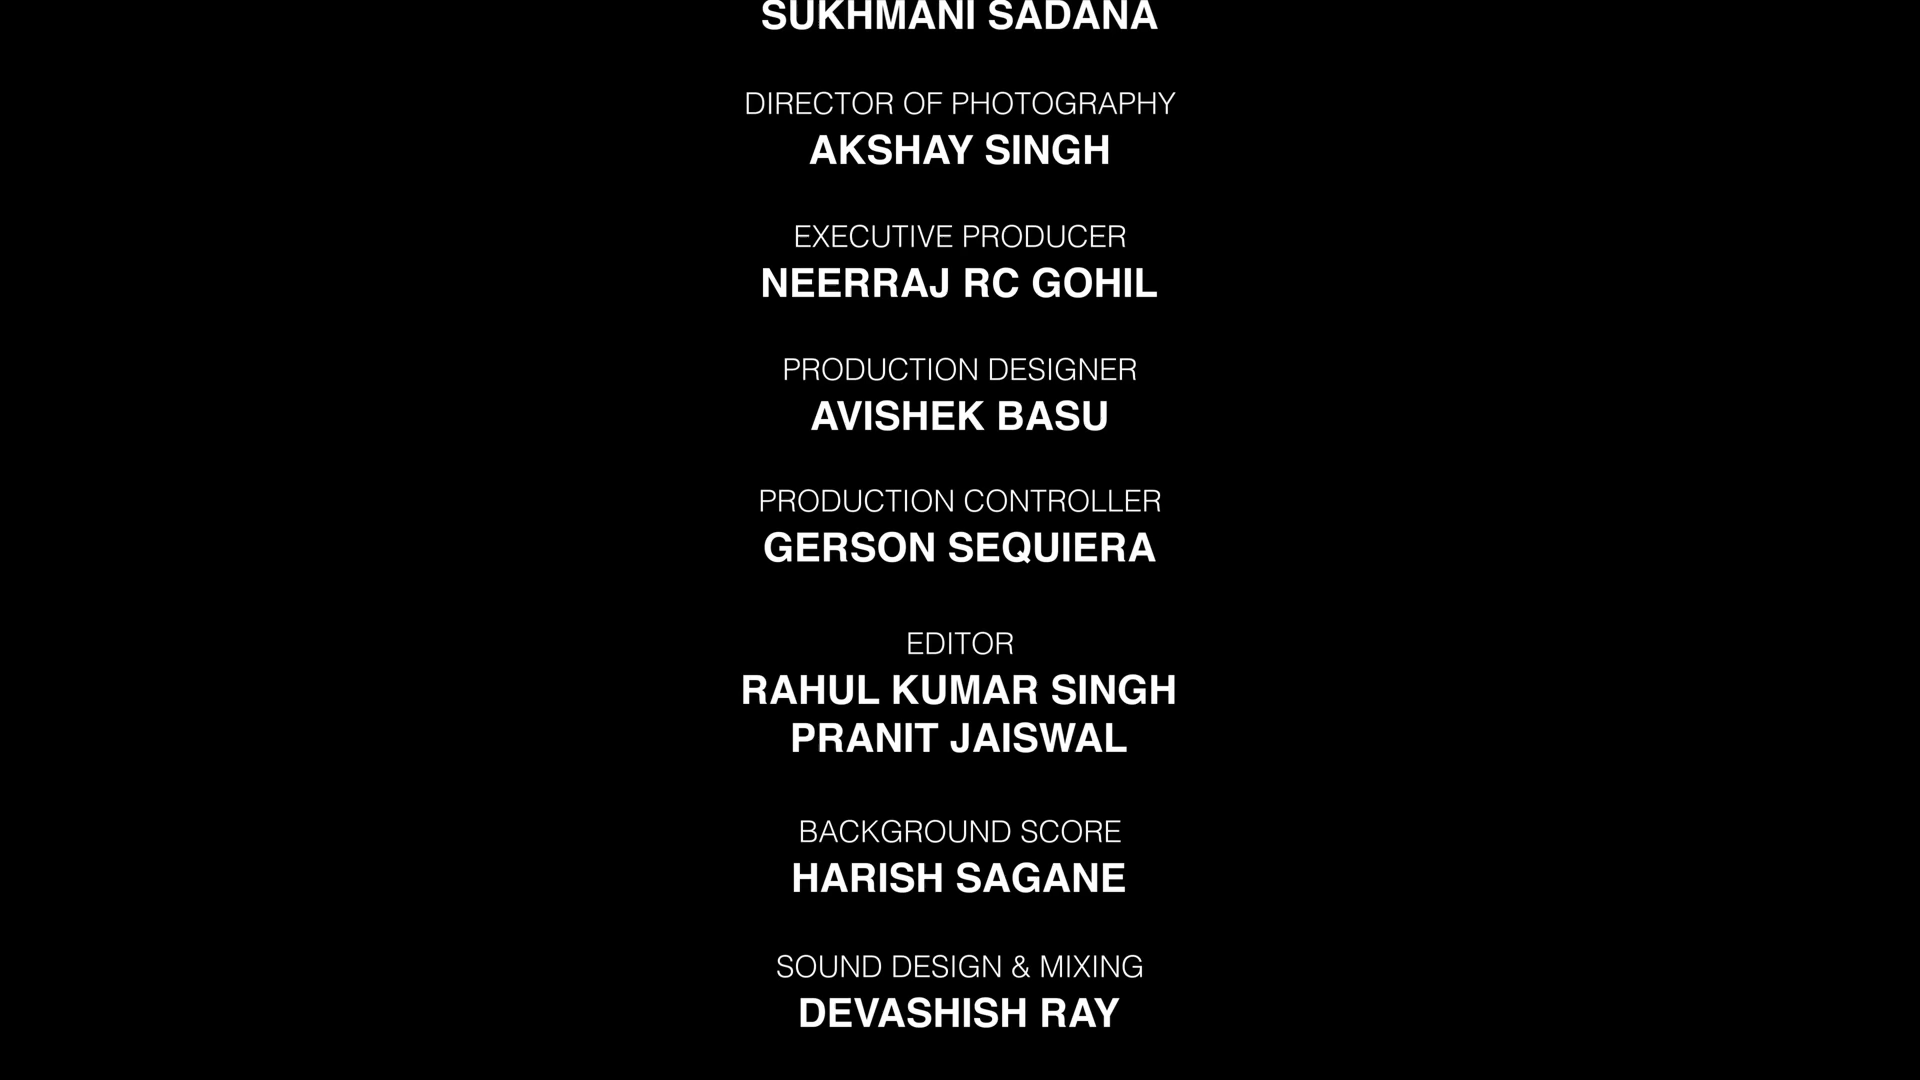 SUKHMANI SADANA
DIRECTOR OF PHOTOGRAPHY
AKSHAY SINGH
EXECUTIVE PRODUCER
NEERRAJ RC GOHIL
PRODUCTION DESIGNER
AVISHEK BASU
PRODUCTION CONTROLLER
GERSON SEQUIERA
EDITOR
RAHUL KUMAR SINGH
PRANIT JAISWAL
BACKGROUND SCORE
HARISH SAGANE
SOUND DESIGN & MIXING
DEVASHISH RAY